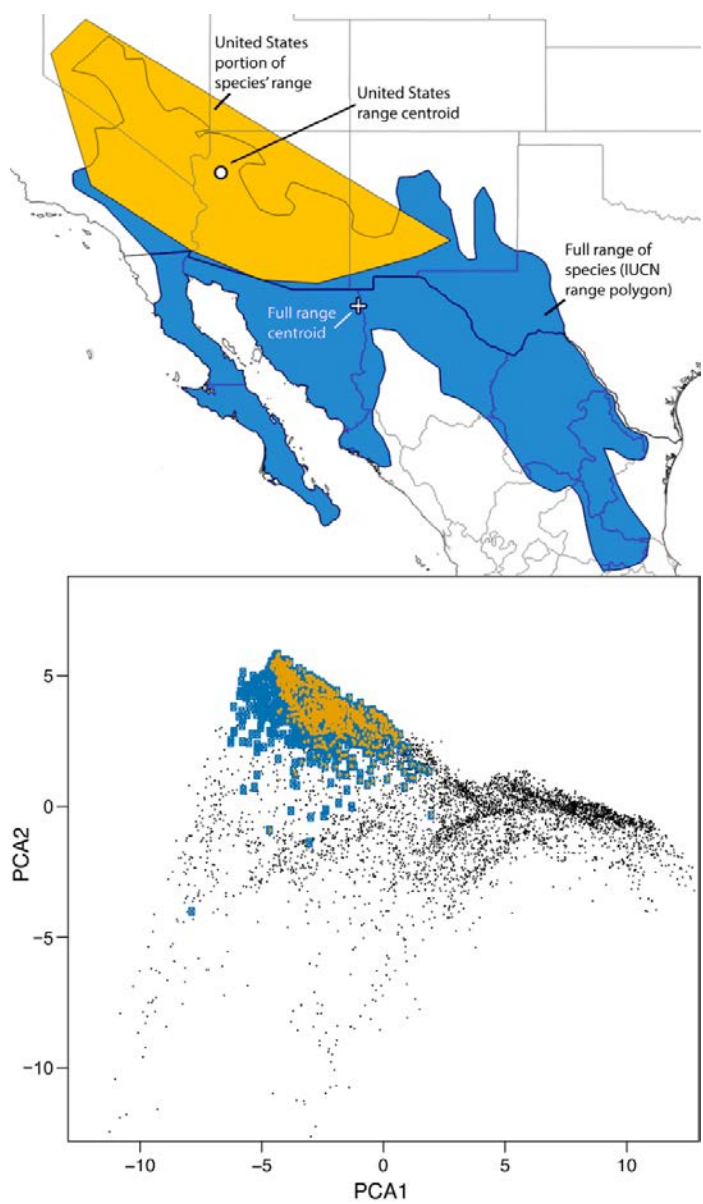 United States
portion of
species’ range
United States
range centroid
Full range of
species (IUCN
range polygon)
Full range
centroid
5
0
−5
−10
PCA2
−10
−5
0
5
10
PCA1